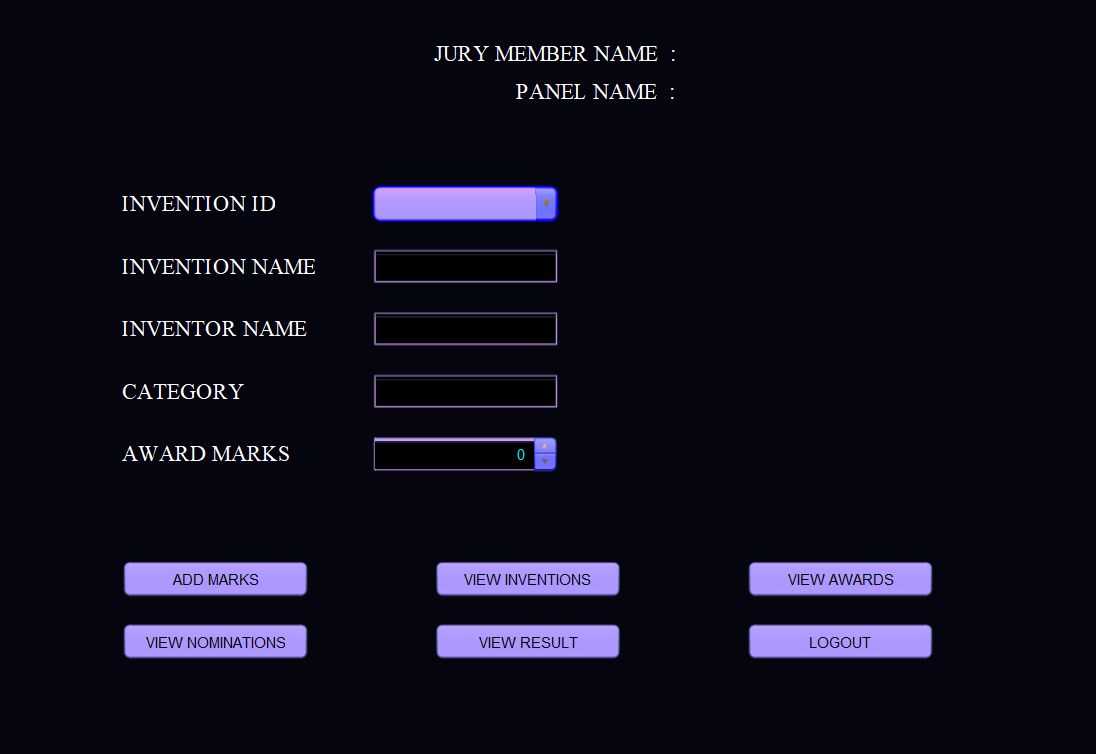 JURY MEMBER NAME :
PANEL NAME :
INVENTION ID
INVENTION NAME
INVENTOR NAME
CATEGORY
AWARD MARKS 0
ADD MARKS VIEW INVENTIONS VIEW AWARDS
VIEW NOMINATIONS VIEW RESULT LOGOUT